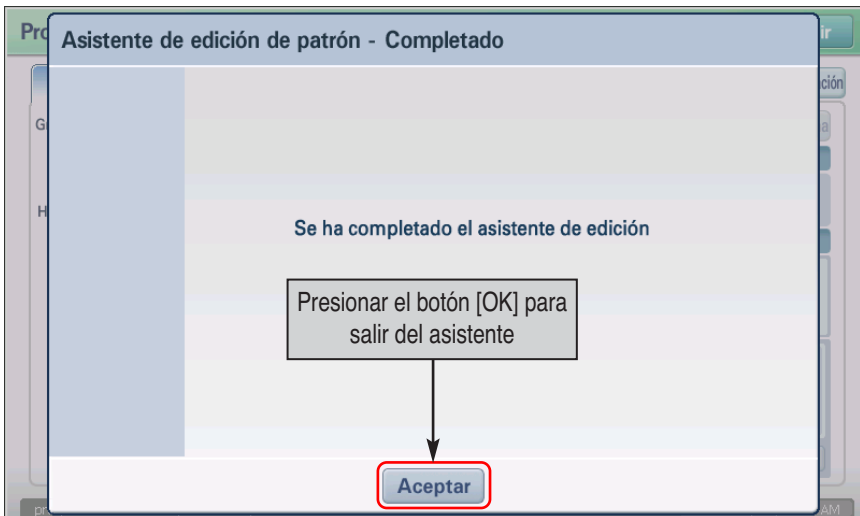 Asistente de edición de patrón - Completado
Se ha completado el asistente de edición
Presionar el botón [OK] para
salir del asistente
Aceptar
AM